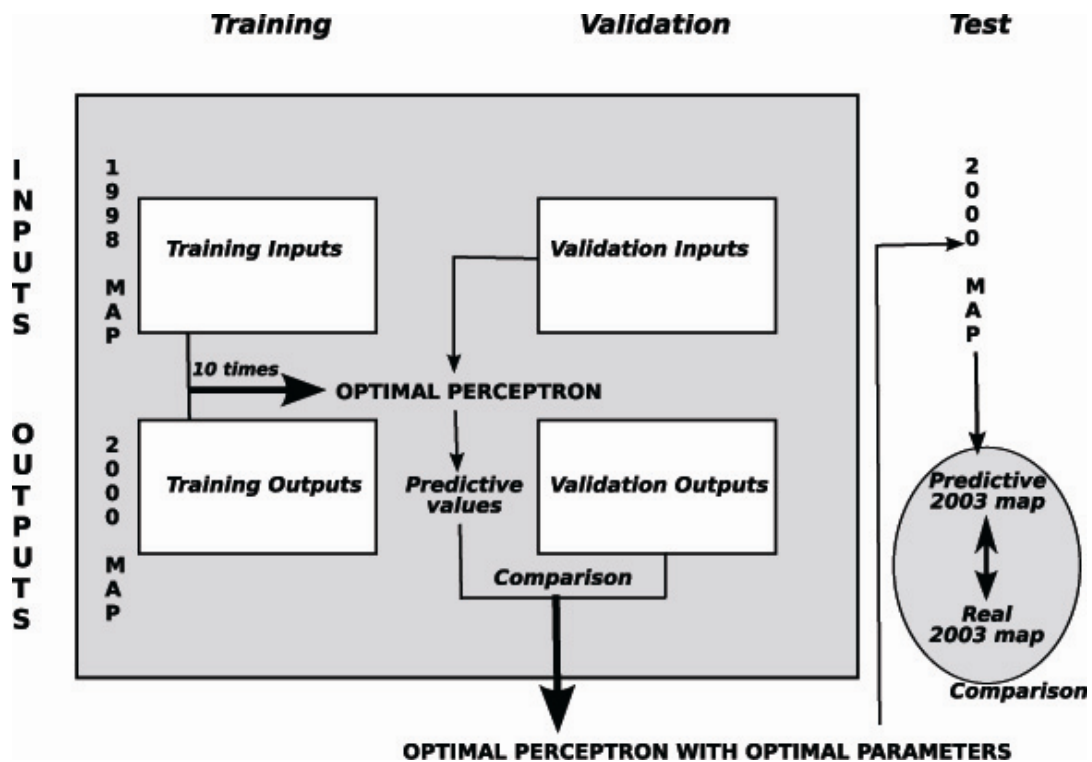 Training
Validation
Test
INPUTS
1998 MAP
Training Inputs
Validation Inputs
2000 MAP
10 times
OPTIMAL PERCEPTRON
OUTPUTS
2000 MAP
Training Outputs
Predictive
values
Validation Outputs
Comparison
Predictive
2003 map
Real
2003 map
Comparison
OPTIMAL PERCEPTRON WITH OPTIMAL PARAMETERS